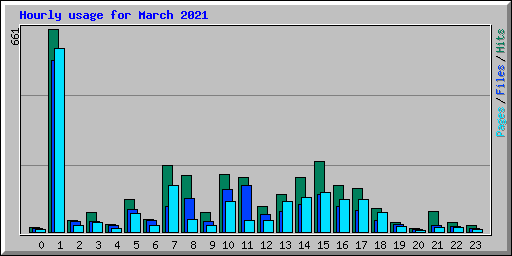 Hourly usage for March 2021
661
Pages/Files/Hits
0 1 2 3 4 5 6 7 8 9 10 11 12 13 14 15 16 17 18 19 20 21 22 23